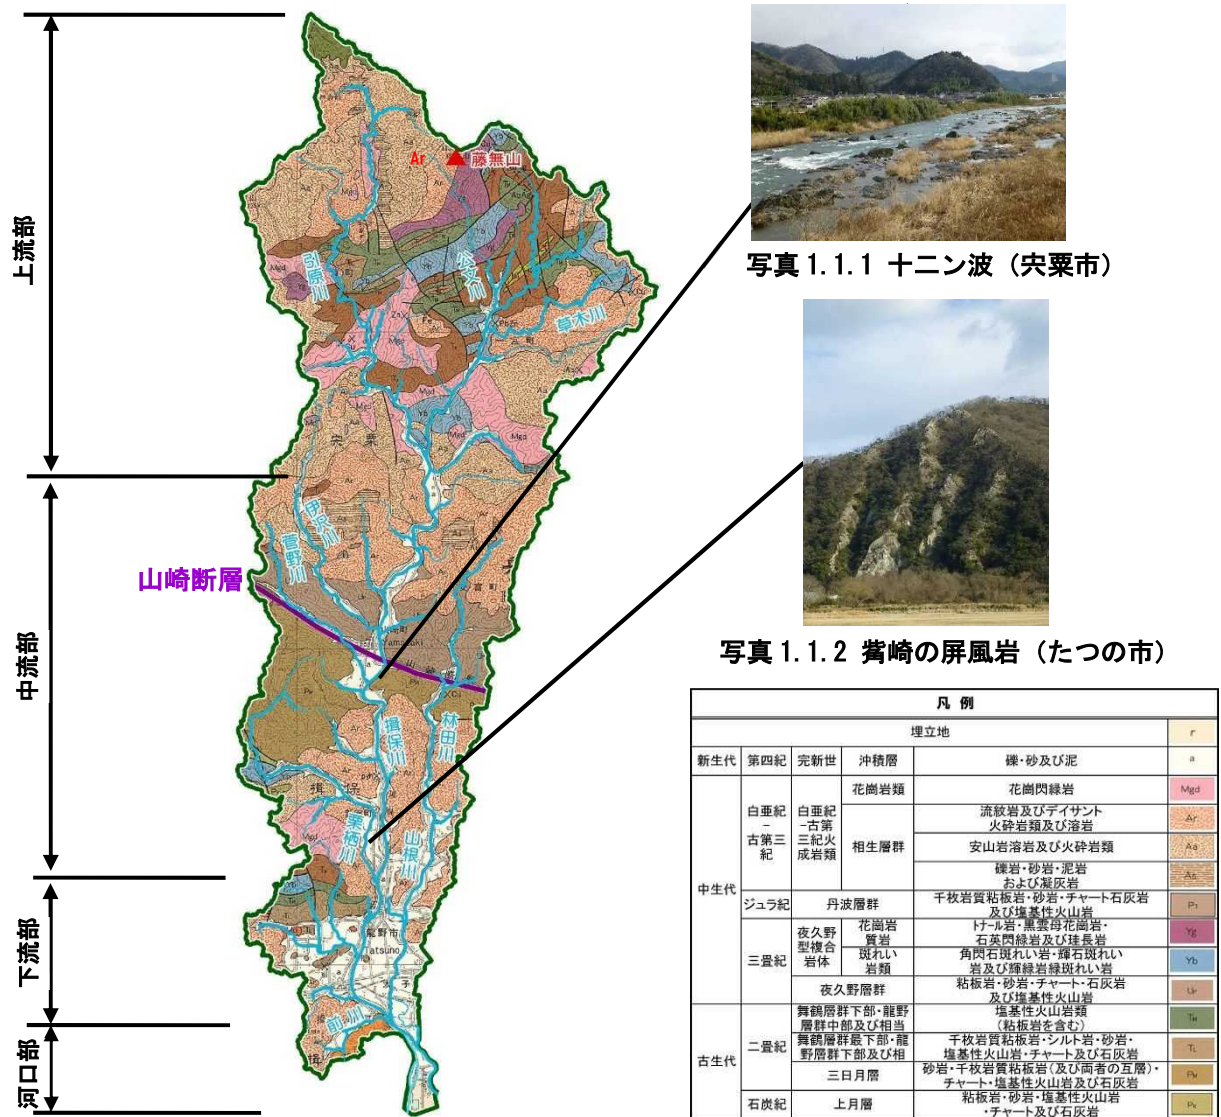 上流部
中流部
下流部
河口部
Ar
藤無山
引原川
公文川
草木川
宍粟
伊沢川
菅野川
山崎断層
Yamasaki
揖保川
林田川
揖保
栗栖川
山根川
龍野市
Tatsuno
前川
写真 1.1.1 十二ン波（宍粟市）
写真 1.1.2 觜崎の屏風岩（たつの市）
凡 例
埋立地 r
新生代 第四紀 完新世 沖積層 礫・砂及び泥 a
中生代
白亜紀
-
古第三
紀
白亜紀
-古第
三紀火
成岩類
花崗岩類 花崗閃緑岩 Mgd
相生層群
流紋岩及びデイサント
火砕岩類及び溶岩 Ar
安山岩溶岩及び火砕岩類 Aa
礫岩・砂岩・泥岩
および凝灰岩 As
ジュラ紀 丹波層群
千枚岩質粘板岩・砂岩・チャート石灰岩
及び塩基性火山岩
三畳紀
夜久野
型複合
岩体
花崗岩
質岩
トナール岩・黒雲母花崗岩・
石英閃緑岩及び珪長岩 Yg
斑れい
岩類
角閃石斑れい岩・輝石斑れい
岩及び輝緑岩緑斑れい岩 Yb
夜久野層群
粘板岩・砂岩・チャート・石灰岩
及び塩基性火山岩
古生代
二畳紀
舞鶴層群下部・龍野
層群中部及び相当
塩基性火山岩類
（粘板岩を含む）
舞鶴層群最下部・龍
野層群下部及び相
千枚岩質粘板岩・シルト岩・砂岩・
塩基性火山岩・チャート及び石灰岩
三日月層
砂岩・千枚岩質粘板岩（及び両者の互層）・
チャート・塩基性火山岩及び石灰岩
石炭紀 上月層
粘板岩・砂岩・塩基性火山岩
・チャート及び石灰岩